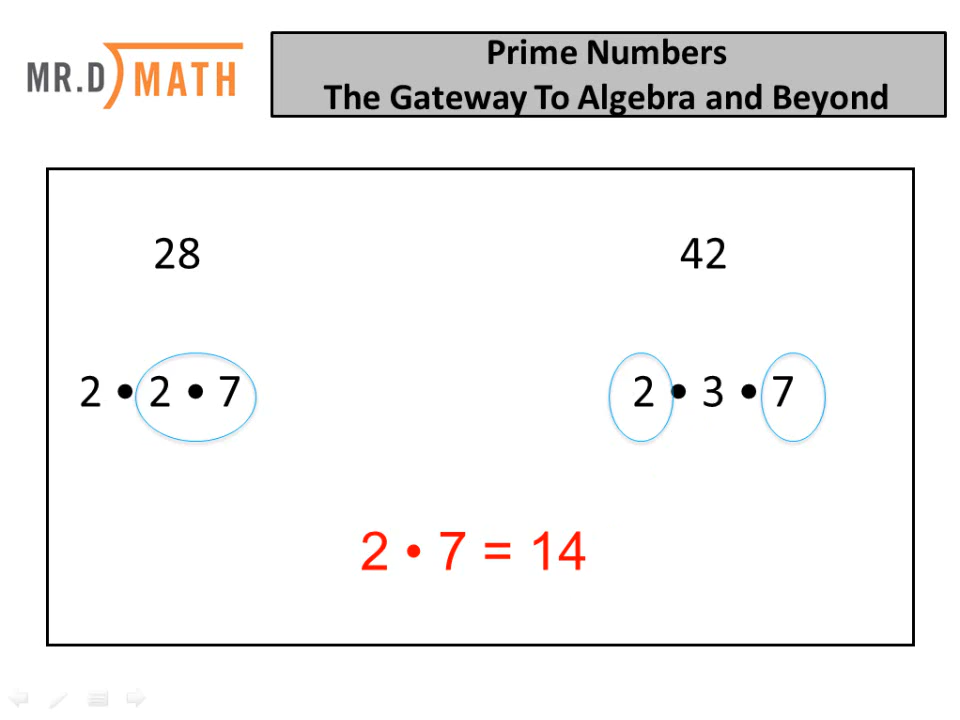 MR.D MATH
Prime Numbers
The Gateway To Algebra and Beyond
28 42
2 • 2 • 7 2 • 3 • 7
2 • 7 = 14